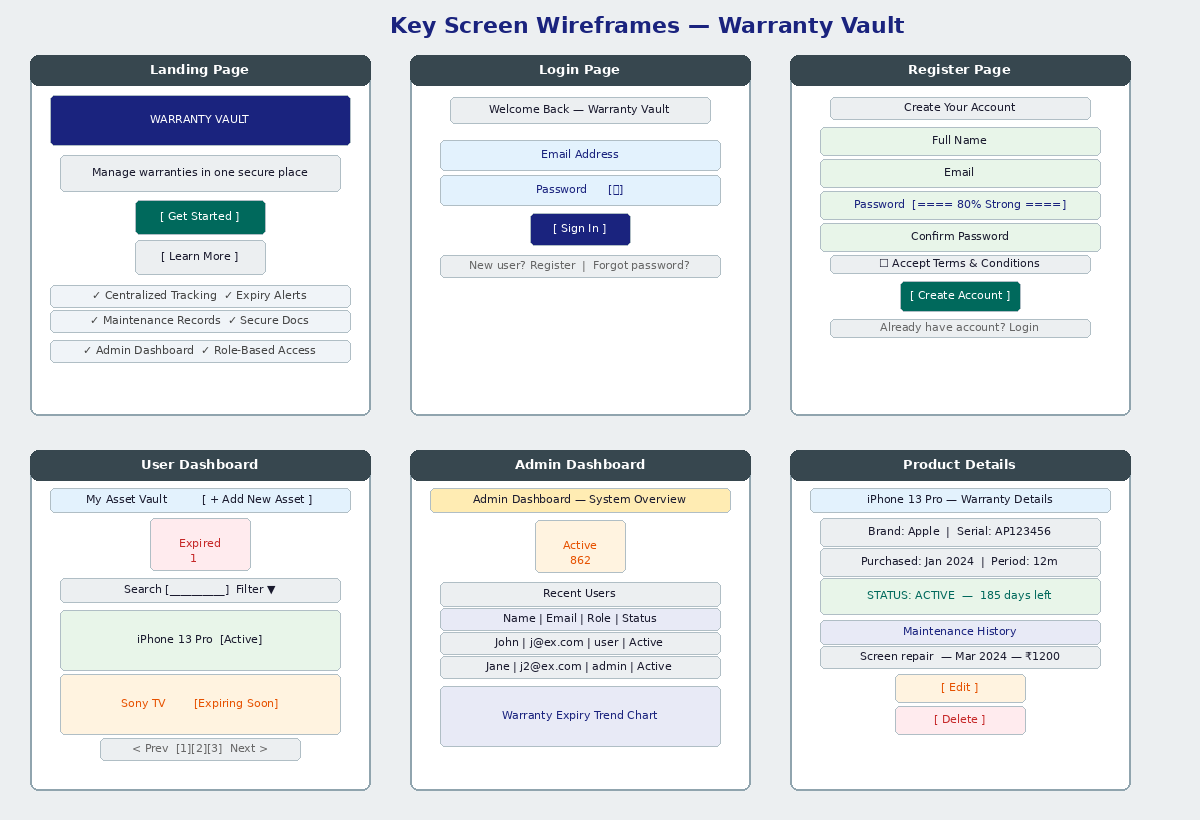 Key Screen Wireframes — Warranty Vault
Landing Page
WARRANTY VAULT
Manage warranties in one secure place
[ Get Started ]
[ Learn More ]
✓ Centralized Tracking ✓ Expiry Alerts
✓ Maintenance Records ✓ Secure Docs
✓ Admin Dashboard ✓ Role-Based Access
Login Page
Welcome Back — Warranty Vault
Email Address
Password [▯]
[ Sign In ]
New user? Register | Forgot password?
Register Page
Create Your Account
Full Name
Email
Password [==== 80% Strong ====]
Confirm Password
☐ Accept Terms & Conditions
[ Create Account ]
Already have account? Login
User Dashboard
My Asset Vault [ + Add New Asset ]
Expired
1
Search [__________] Filter ▼
iPhone 13 Pro [Active]
Sony TV [Expiring Soon]
< Prev [1][2][3] Next >
Admin Dashboard
Admin Dashboard — System Overview
Active
862
Recent Users
Name | Email | Role | Status
John | j@ex.com | user | Active
Jane | j2@ex.com | admin | Active
Warranty Expiry Trend Chart
Product Details
iPhone 13 Pro — Warranty Details
Brand: Apple | Serial: AP123456
Purchased: Jan 2024 | Period: 12m
STATUS: ACTIVE — 185 days left
Maintenance History
Screen repair — Mar 2024 — ₹1200
[ Edit ]
[ Delete ]